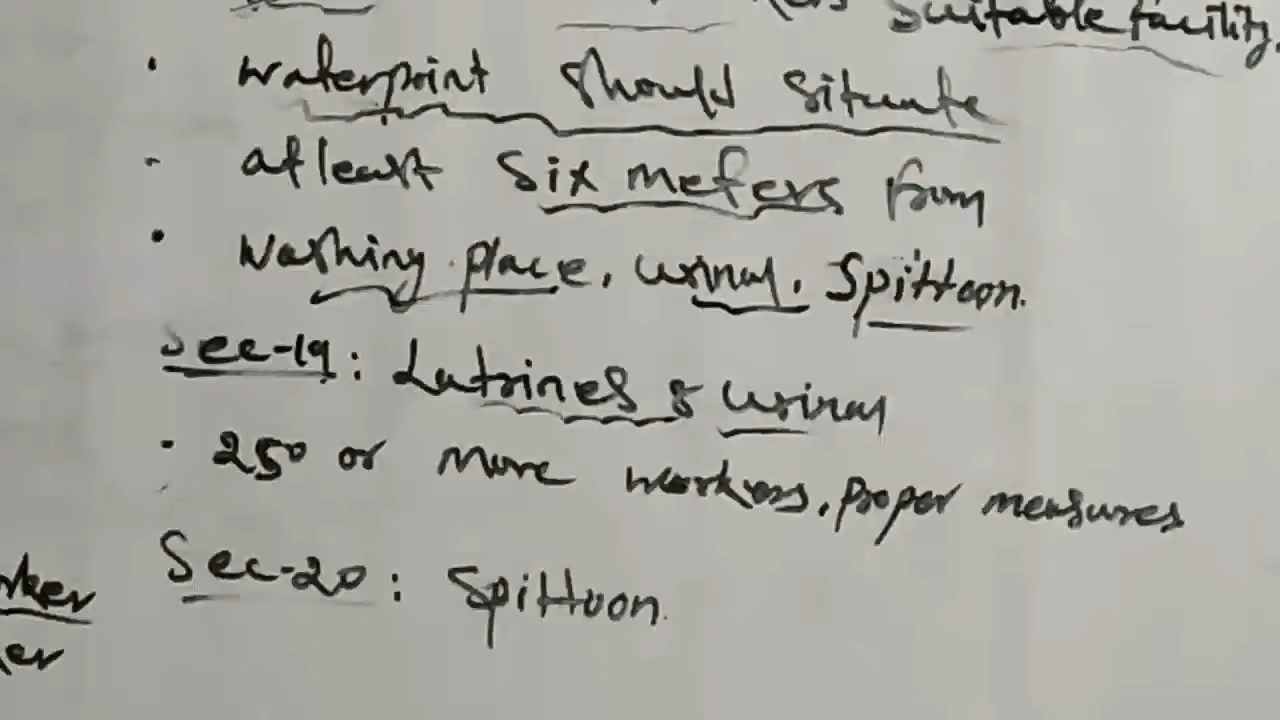 suitable facility.
• waterpoint should situate
- atleast Six meters from
• Washing place, urinal, Spittoon.
Sec-19: Latrines & urinal
• 250 or more workers, proper measures
Sec-20: Spittoon.